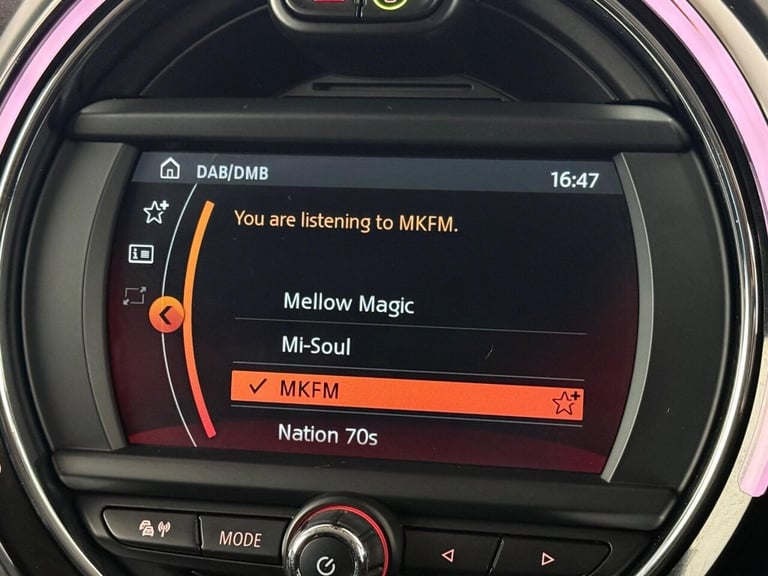 DAB/DMB 16:47
You are listening to MKFM.
Mellow Magic
Mi-Soul
MKFM
Nation 70s
MODE